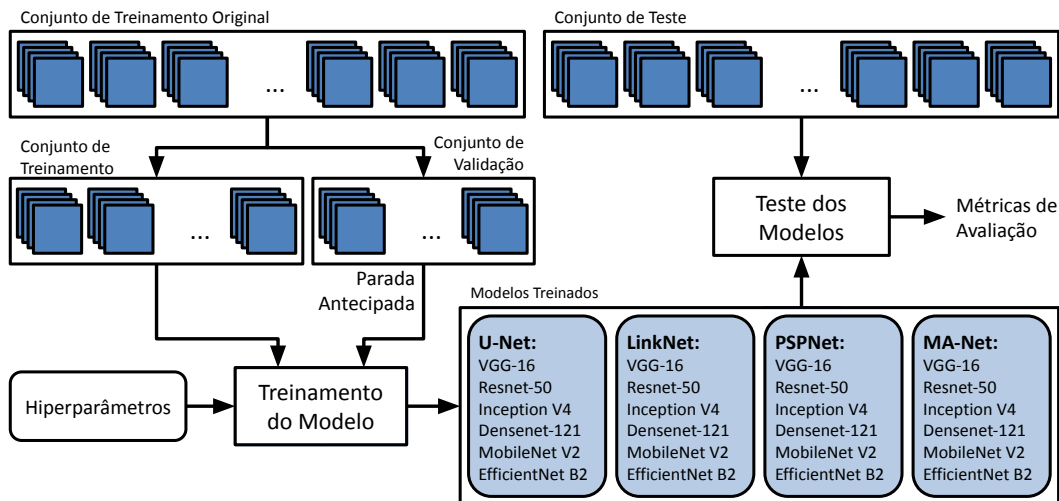 Conjunto de Treinamento Original
...
Conjunto de Teste
...
Conjunto de
Treinamento
Conjunto de
Validação
...
...
Parada
Antecipada
Teste dos
Modelos
Métricas de
Avaliação
Hiperparâmetros
Treinamento
do Modelo
Modelos Treinados
U-Net:
VGG-16
Resnet-50
Inception V4
Densenet-121
MobileNet V2
EfficientNet B2
LinkNet:
VGG-16
Resnet-50
Inception V4
Densenet-121
MobileNet V2
EfficientNet B2
PSPNet:
VGG-16
Resnet-50
Inception V4
Densenet-121
MobileNet V2
EfficientNet B2
MA-Net:
VGG-16
Resnet-50
Inception V4
Densenet-121
MobileNet V2
EfficientNet B2